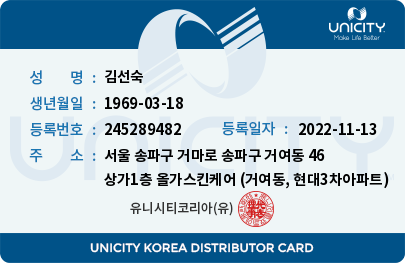 UNICITY
Make Life Better
성 명 : 김선숙
생년월일 : 1969-03-18
등록번호 : 245289482 등록일자 : 2022-11-13
주 소 : 서울 송파구 거마로 송파구 거여동 46
상가1층 올가스킨케어 (거여동, 현대3차아파트)
유니시티코리아(유)
UNICITY
UNICITY KOREA DISTRIBUTOR CARD